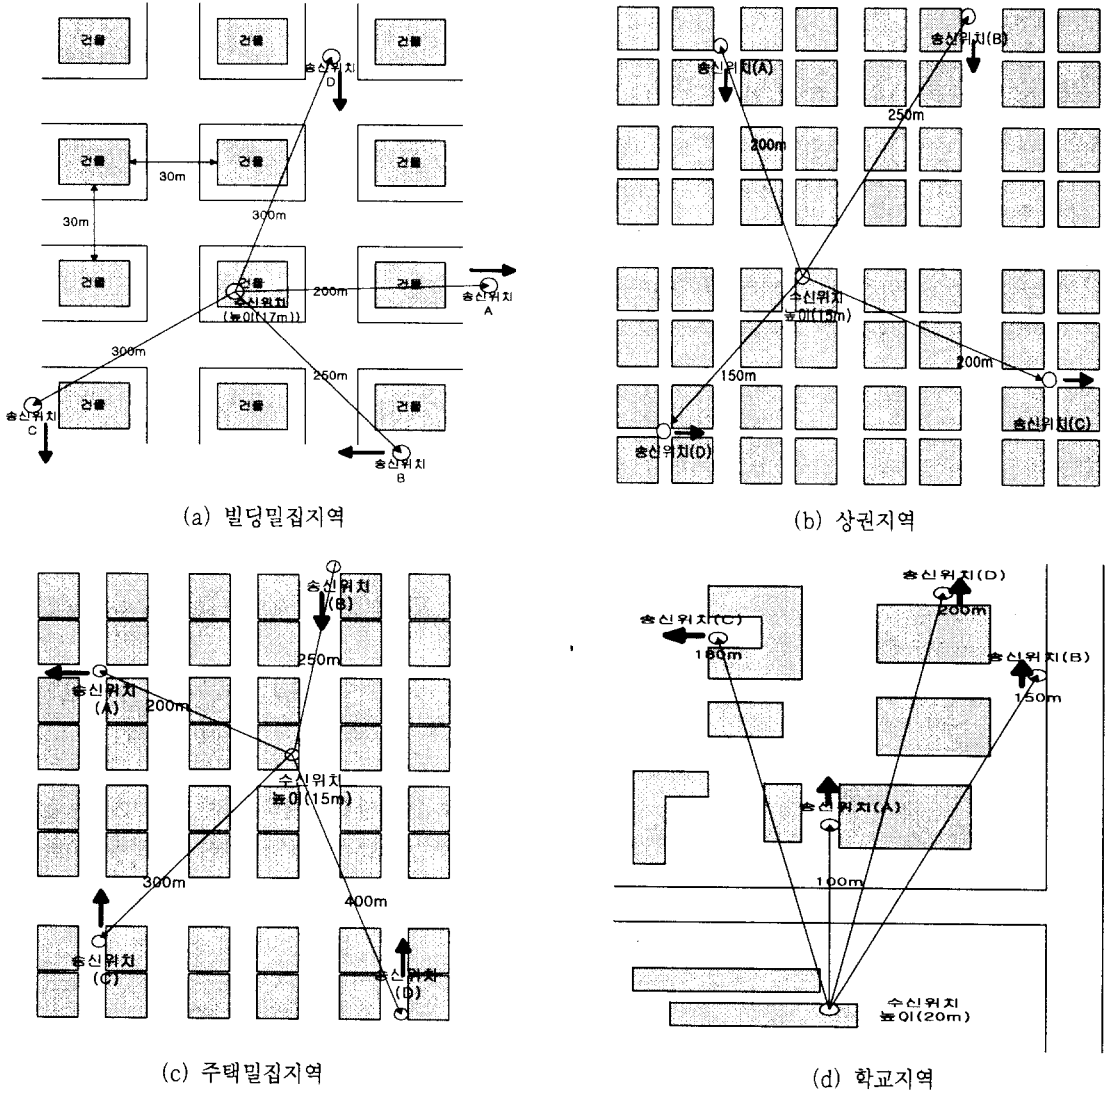 건물
건물
건물
송신위치
D
건물
건물
건물
30m
30m
300m
건물
건물
건물
200m
송신위치
A
수신위치
(높이(17m))
300m
250m
건물
건물
건물
송신위치
C
송신위치
B
(a) 빌딩밀집지역
송신위치(B)
송신위치(A)
250m
200m
수신위치
높이(15m)
200m
150m
송신위치(C)
송신위치(D)
(b) 상권지역
송신위치
(B)
250m
송신위치
(A)
200m
수신위치
높이(15m)
300m
400m
송신위치
(C)
송신위치
(D)
(c) 주택밀집지역
송신위치(D)
200m
송신위치(C)
180m
송신위치(B)
150m
송신위치(A)
100m
수신위치
높이(20m)
(d) 학교지역